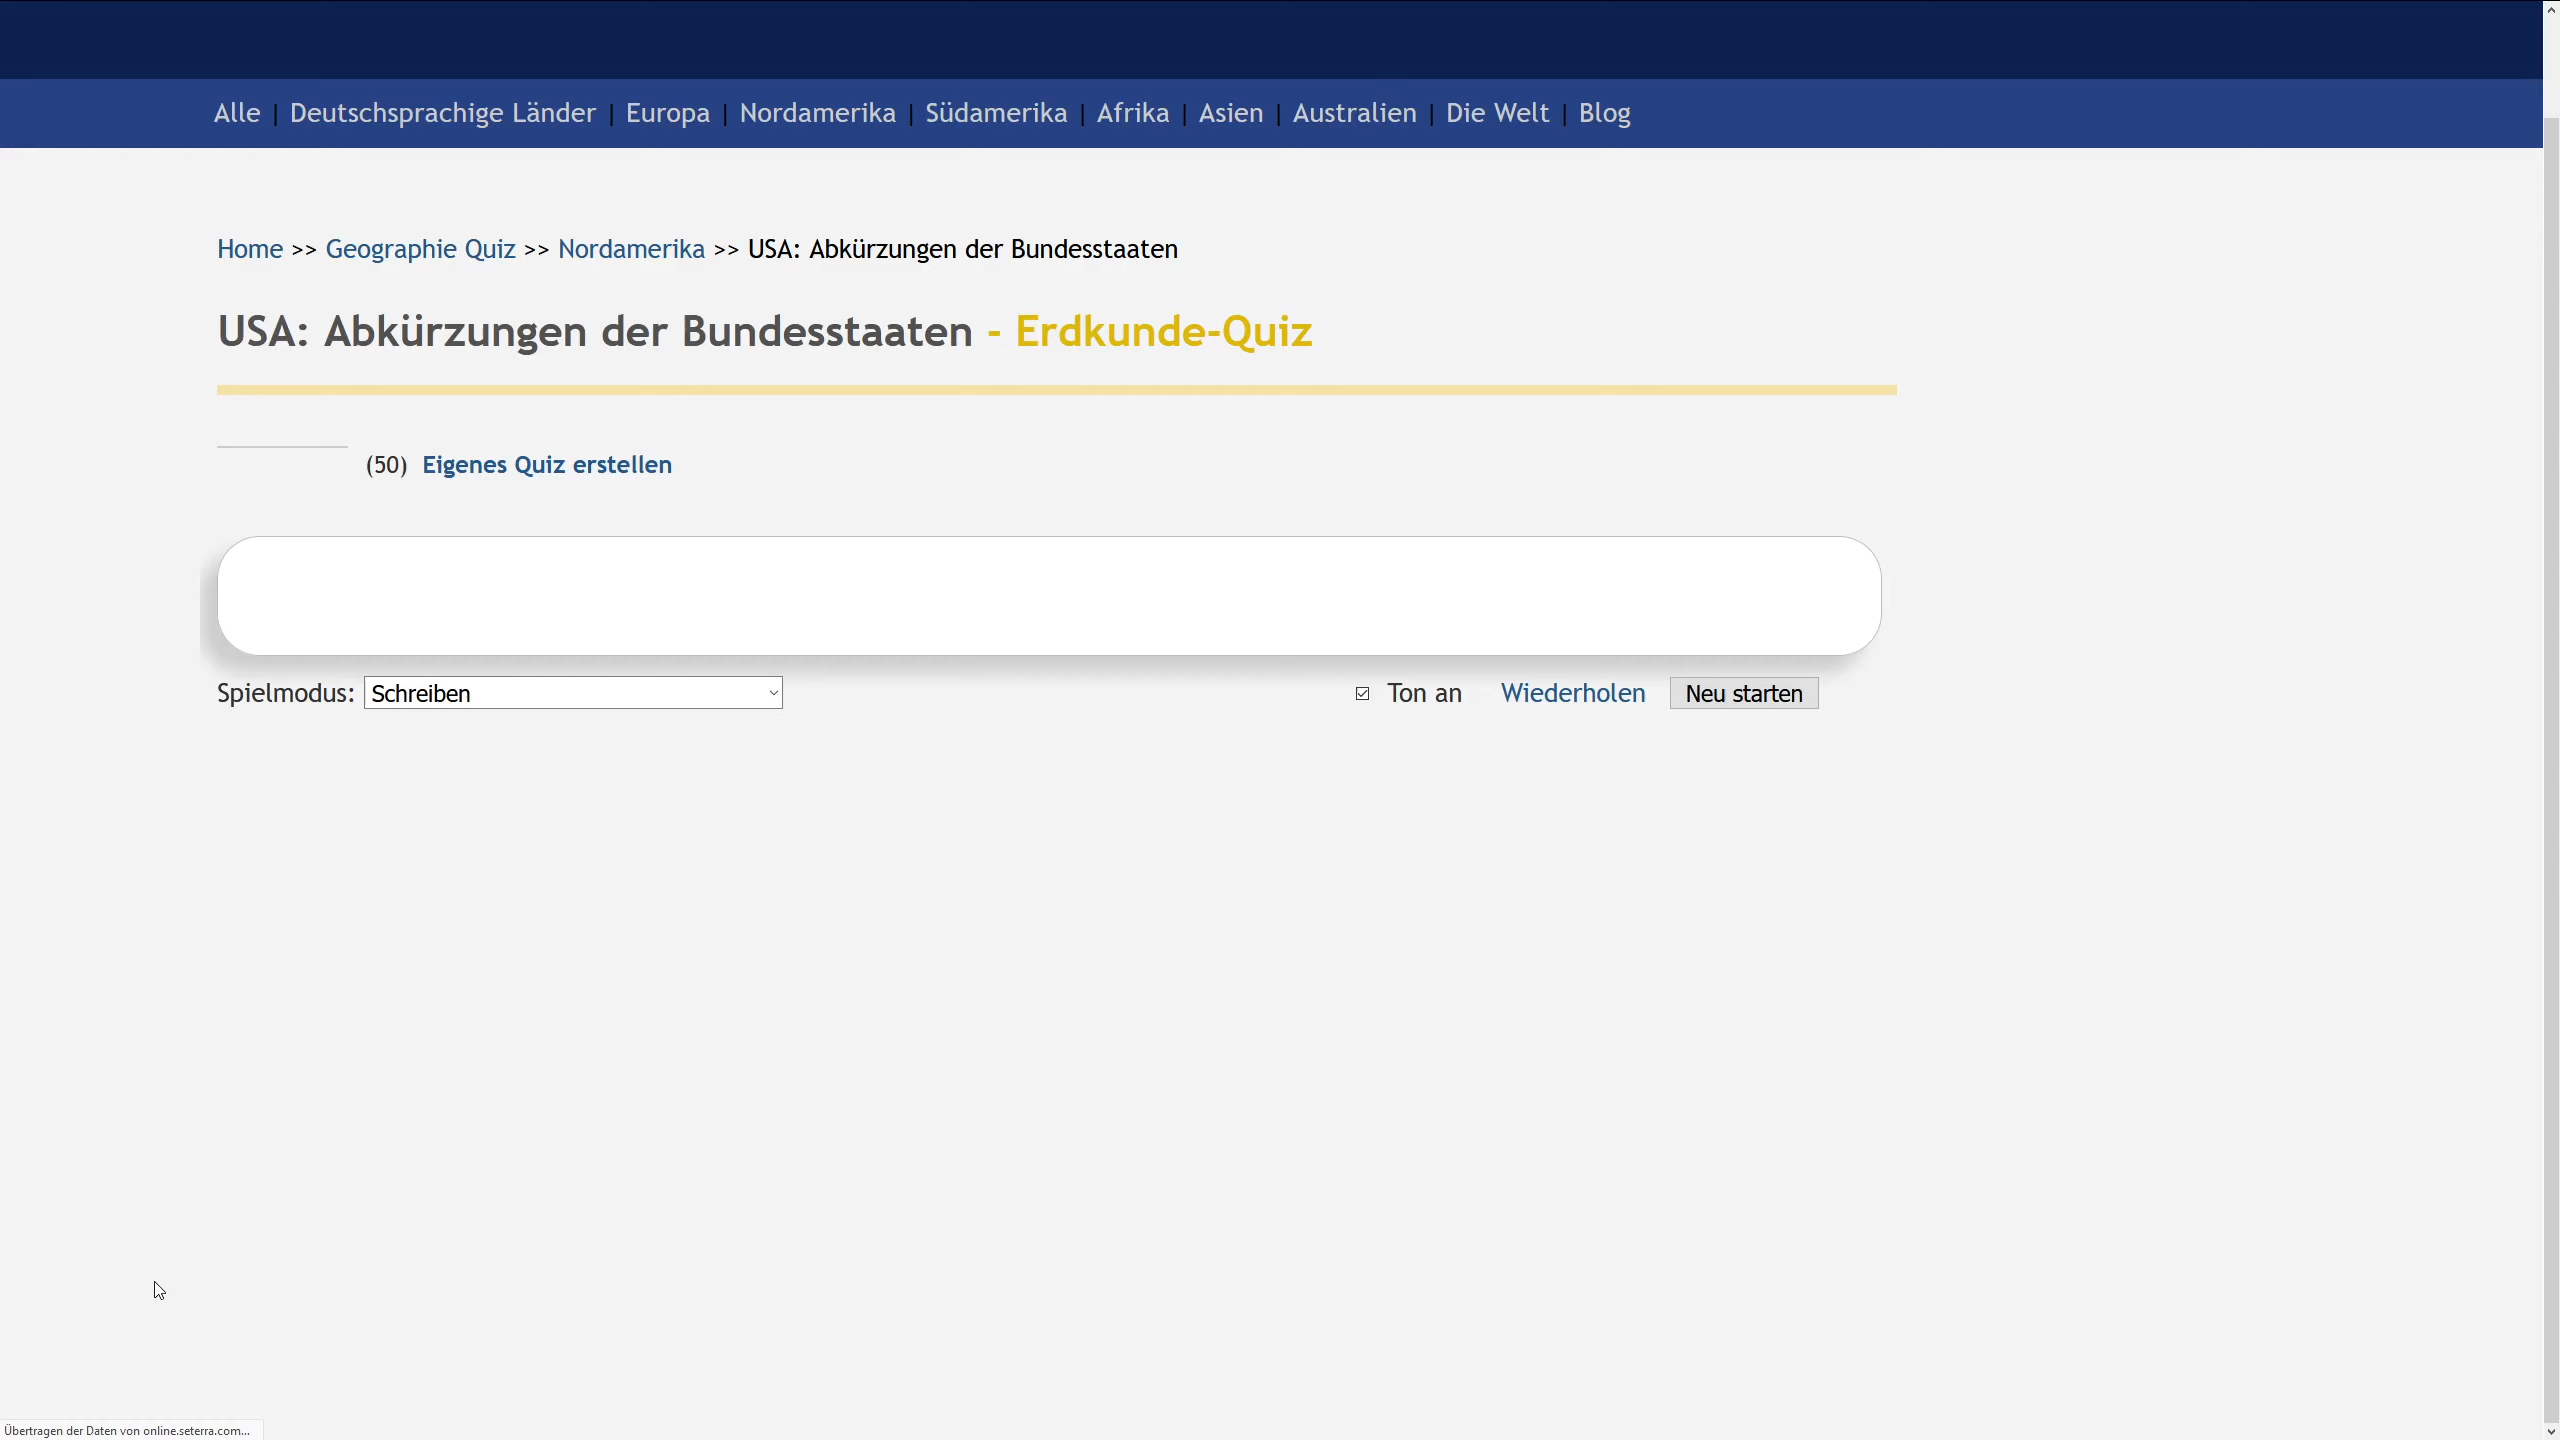 Alle | Deutschsprachige Länder | Europa | Nordamerika | Südamerika | Afrika | Asien | Australien | Die Welt | Blog
Home >> Geographie Quiz >> Nordamerika >> USA: Abkürzungen der Bundesstaaten
USA: Abkürzungen der Bundesstaaten - Erdkunde-Quiz
(50) Eigenes Quiz erstellen
Spielmodus: Schreiben Ton an Wiederholen Neu starten
Übertragen der Daten von online.seterra.com...